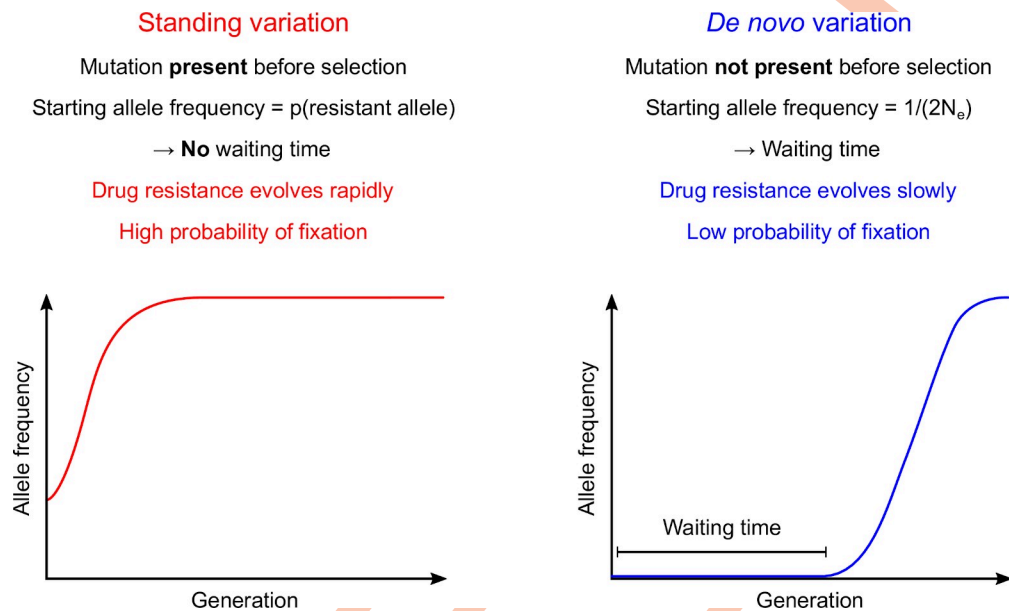 Standing variation
Mutation present before selection
Starting allele frequency = p(resistant allele)
→ No waiting time
Drug resistance evolves rapidly
High probability of fixation
Allele frequency
Generation
De novo variation
Mutation not present before selection
Starting allele frequency = 1/(2Nₑ)
→ Waiting time
Drug resistance evolves slowly
Low probability of fixation
Allele frequency
Waiting time
Generation